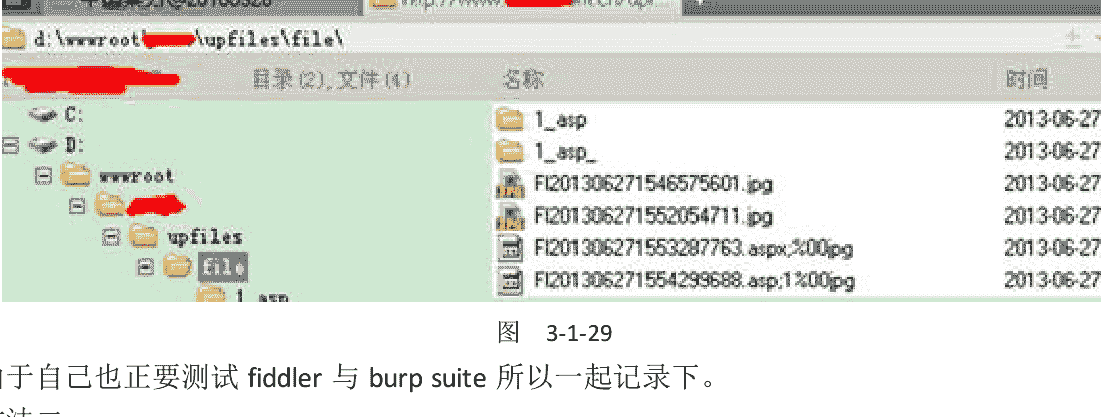 d:\wwwroot\ \upfiles\file\
目录(2),文件(4) 名称 时间
C:
D:
wwwroot
upfiles
file
1_asp
1_asp 2013-06-27
1_asp_ 2013-06-27
FI201306271546575601.jpg 2013-06-27
FI201306271552054711.jpg 2013-06-27
FI201306271553287763.aspx;%00jpg 2013-06-27
FI201306271554299688.asp;1%00jpg 2013-06-27
图 3-1-29
由于自己也正要测试 fiddler 与 burp suite 所以一起记录下。